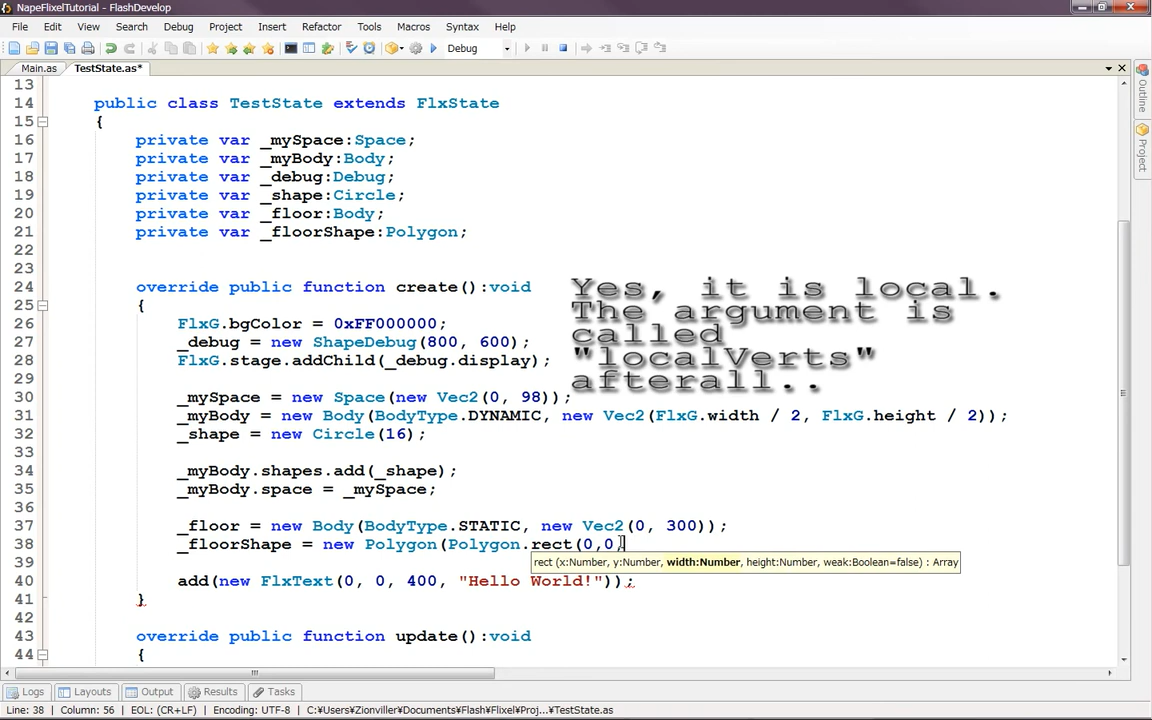 NapeFlixelTutorial - FlashDevelop
File Edit View Search Debug Project Insert Refactor Tools Macros Syntax Help
Debug
Main.as TestState.as*
13
14 public class TestState extends FlxState
15 {
16 private var _mySpace:Space;
17 private var _myBody:Body;
18 private var _debug:Debug;
19 private var _shape:Circle;
20 private var _floor:Body;
21 private var _floorShape:Polygon;
22
23
24 override public function create():void
25 {
26 FlxG.bgColor = 0xFF000000;
27 _debug = new ShapeDebug(800, 600);
28 FlxG.stage.addChild(_debug.display);
29
30 _mySpace = new Space(new Vec2(0, 98));
31 _myBody = new Body(BodyType.DYNAMIC, new Vec2(FlxG.width / 2, FlxG.height / 2));
32 _shape = new Circle(16);
33
34 _myBody.shapes.add(_shape);
35 _myBody.space = _mySpace;
36
37 _floor = new Body(BodyType.STATIC, new Vec2(0, 300));
38 _floorShape = new Polygon(Polygon.rect(0,0,
rect (x:Number, y:Number, width:Number, height:Number, weak:Boolean=false) : Array
39
40 add(new FlxText(0, 0, 400, "Hello World!"));
41 }
42
43 override public function update():void
44 {
Yes, it is local.
The argument is
called
"localVerts"
afterall..
Outline
Project
Logs Layouts Output Results Tasks
Line: 38 Column: 56 EOL: (CR+LF) Encoding: UTF-8 C:¥Users¥Zionviller¥Documents¥Flash¥Flixel¥Proj...¥TestState.as